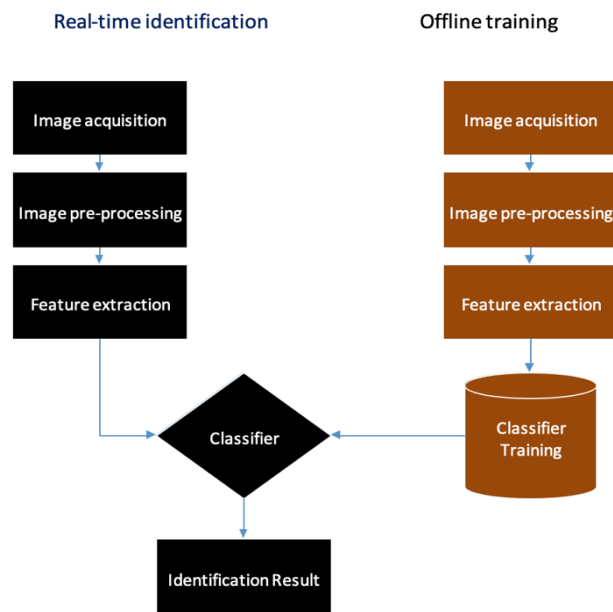 Real-time identification
Offline training
Image acquisition
Image acquisition
Image pre-processing
Image pre-processing
Feature extraction
Feature extraction
Classifier
Classifier
Training
Identification Result